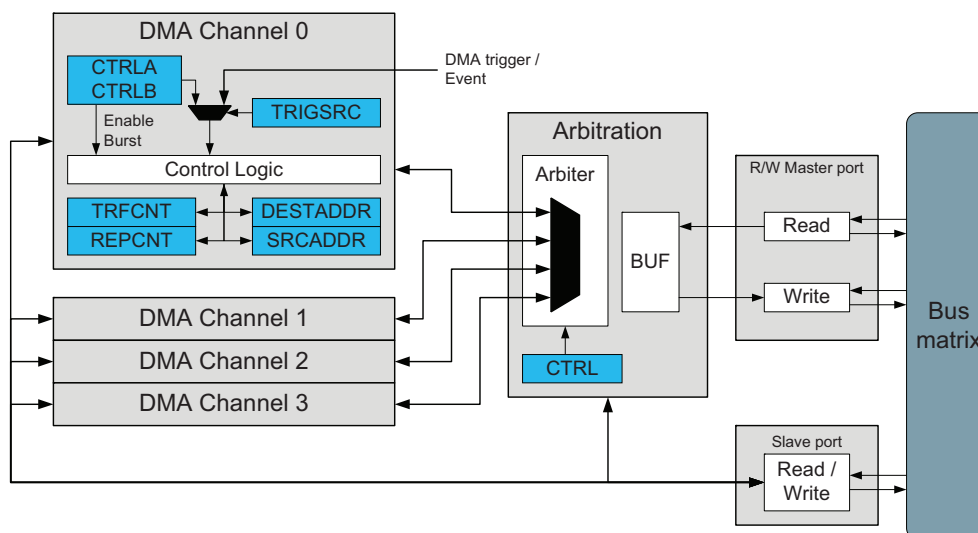 DMA Channel 0
CTRLA
CTRLB
DMA trigger /
Event
TRIGSRC
Enable
Burst
Control Logic
TRFCNT
DESTADDR
REPCNT
SRCADDR
DMA Channel 1
DMA Channel 2
DMA Channel 3
Arbitration
Arbiter
BUF
CTRL
R/W Master port
Read
Write
Slave port
Read /
Write
Bus
matrix